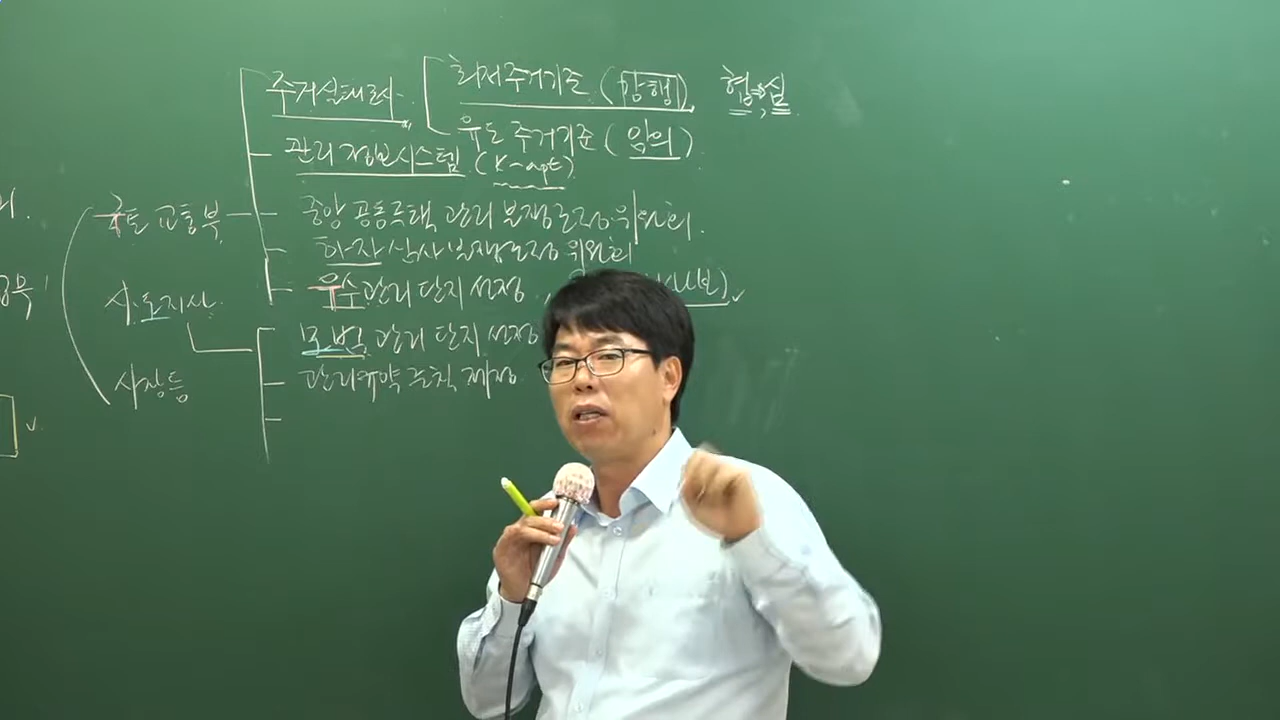 주거실태조사 최저주거기준 (강행) 협⇒심
유도 주거기준 (임의)
관리정보시스템 (K-apt)
국토교통부 중앙 공동주택 관리 분쟁조정위원회.
하자심사분쟁조정 위원회
우수관리 단지 선정
시·도지사 모범 관리 단지 선정
시장등 관리규약 준칙 제정